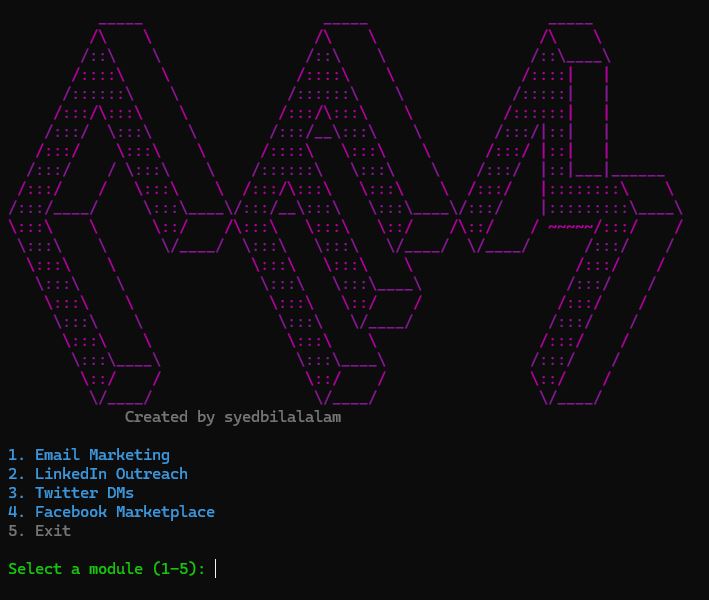 Created by syedbilalalam
1. Email Marketing
2. LinkedIn Outreach
3. Twitter DMs
4. Facebook Marketplace
5. Exit
Select a module (1-5):